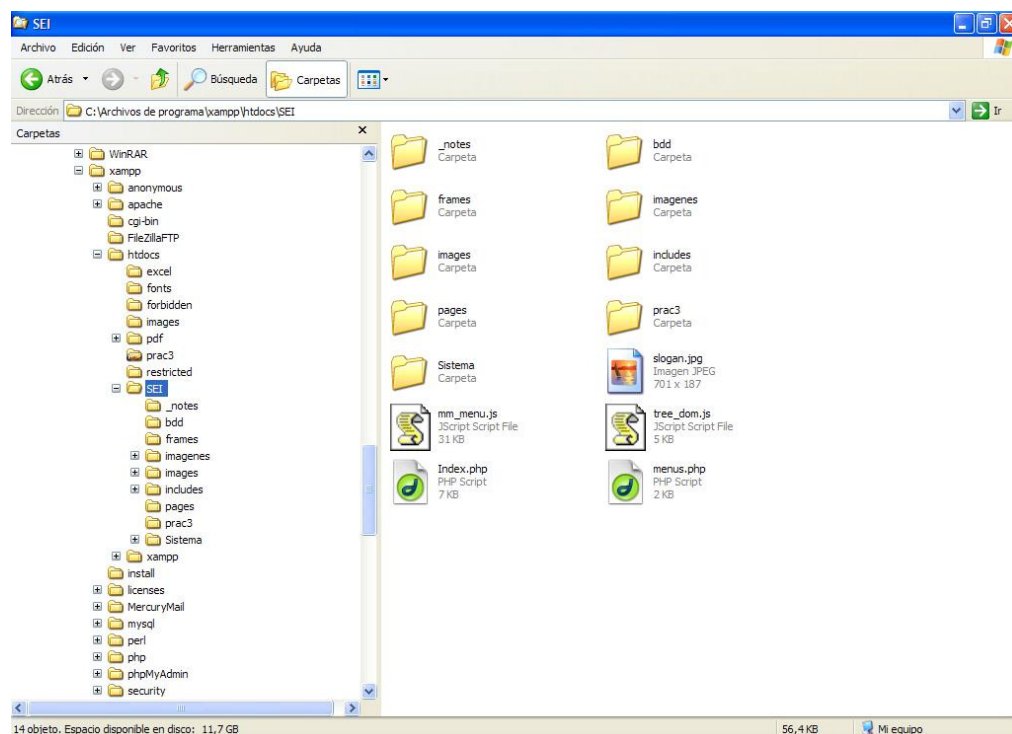 SEI
Archivo Edición Ver Favoritos Herramientas Ayuda
Atrás Búsqueda Carpetas
Dirección C:\Archivos de programa\xampp\htdocs\SEI Ir
Carpetas
WinRAR
xampp
anonymous
apache
cgi-bin
FileZillaFTP
htdocs
excel
fonts
forbidden
images
pdf
prac3
restricted
SEI
_notes
bdd
frames
imagenes
images
includes
pages
prac3
Sistema
xampp
install
licenses
MercuryMail
mysql
perl
php
phpMyAdmin
security
_notes
Carpeta
bdd
Carpeta
frames
Carpeta
imagenes
Carpeta
images
Carpeta
includes
Carpeta
pages
Carpeta
prac3
Carpeta
Sistema
Carpeta
slogan.jpg
Imagen JPEG
701 x 187
mm_menu.js
JScript Script File
31 KB
tree_dom.js
JScript Script File
5 KB
Index.php
PHP Script
7 KB
menus.php
PHP Script
2 KB
14 objeto. Espacio disponible en disco: 11,7 GB 56,4 KB Mi equipo